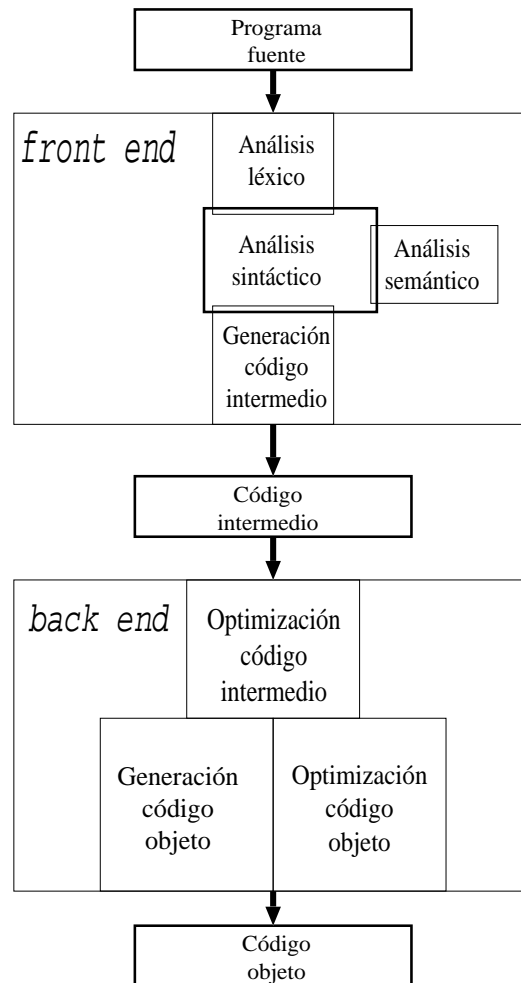 Programa
fuente
front end
Análisis
léxico
Análisis
sintáctico
Análisis
semántico
Generación
código
intermedio
Código
intermedio
back end
Optimización
código
intermedio
Generación
código
objeto
Optimización
código
objeto
Código
objeto